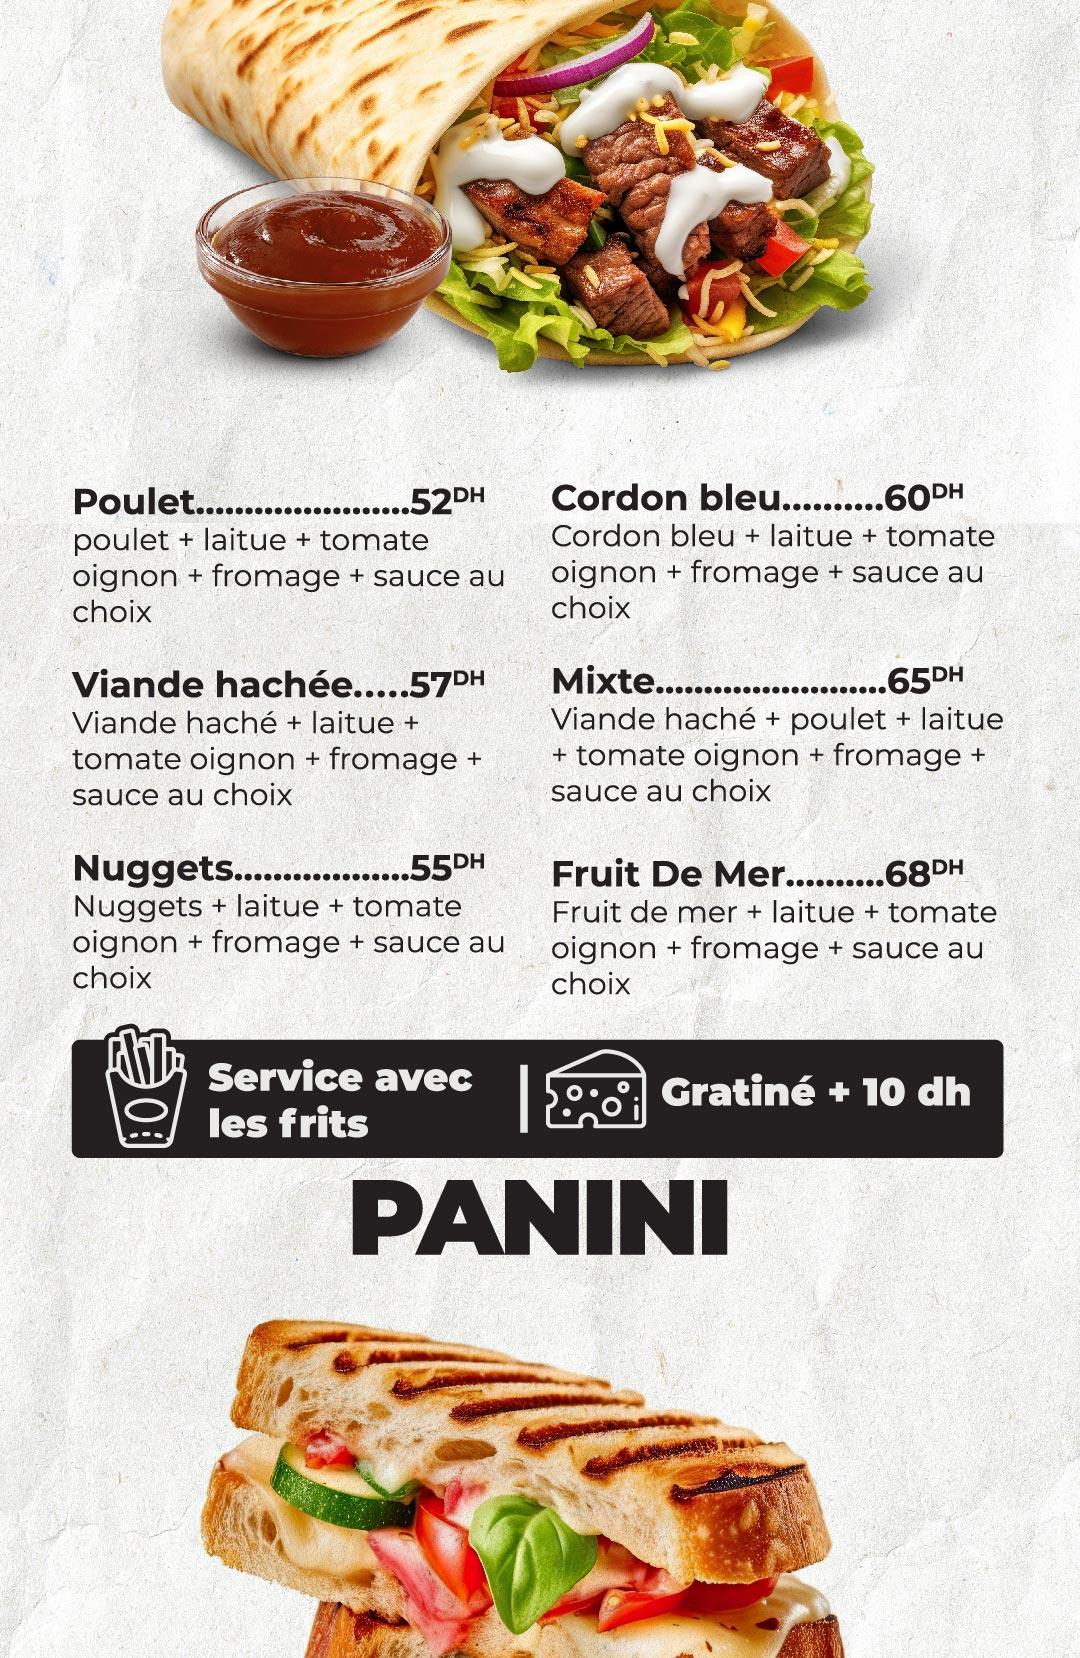 Poulet......................52DH
poulet + laitue + tomate
oignon + fromage + sauce au
choix
Viande hachée.....57DH
Viande haché + laitue +
tomate oignon + fromage +
sauce au choix
Nuggets..................55DH
Nuggets + laitue + tomate
oignon + fromage + sauce au
choix
Cordon bleu..........60DH
Cordon bleu + laitue + tomate
oignon + fromage + sauce au
choix
Mixte........................65DH
Viande haché + poulet + laitue
+ tomate oignon + fromage +
sauce au choix
Fruit De Mer..........68DH
Fruit de mer + laitue + tomate
oignon + fromage + sauce au
choix
Service avec
les frits
Gratiné + 10 dh
PANINI